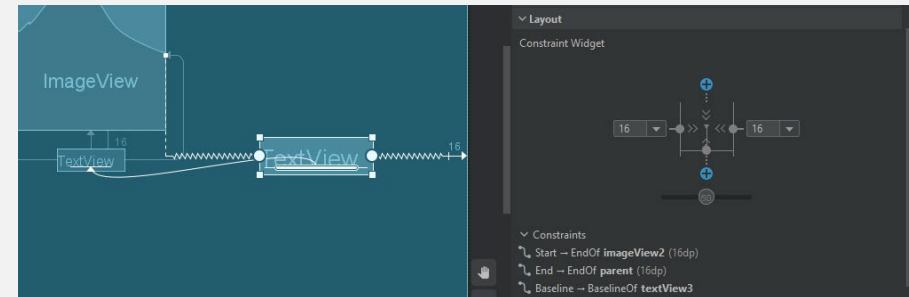 Layout
Constraint Widget
ImageView
16
TextView
TextView
16
16
16
50
Constraints
Start → EndOf imageView2 (16dp)
End → EndOf parent (16dp)
Baseline → BaselineOf textView3